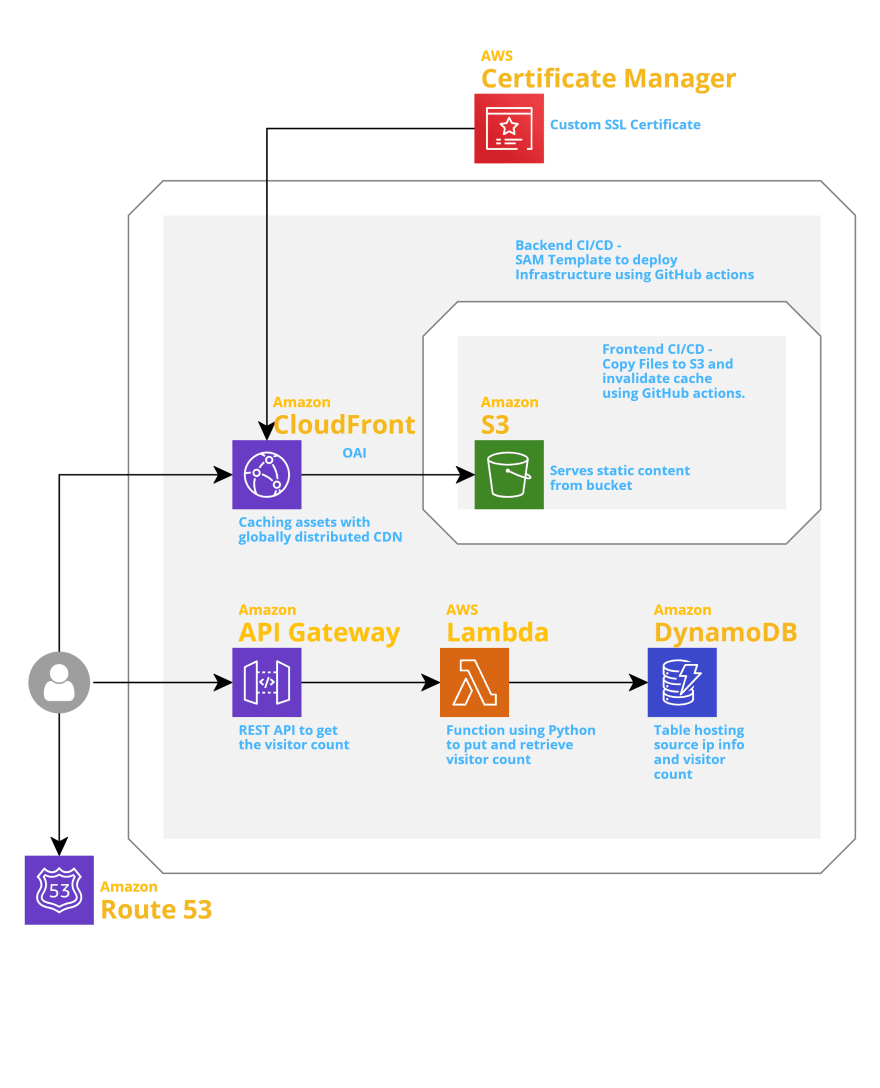 AWS
Certificate Manager
Custom SSL Certificate
Backend CI/CD -
SAM Template to deploy
Infrastructure using GitHub actions
Frontend CI/CD -
Copy Files to S3 and
invalidate cache
using GitHub actions.
Amazon
CloudFront
OAI
Caching assets with
globally distributed CDN
Amazon
S3
Serves static content
from bucket
Amazon
API Gateway
REST API to get
the visitor count
AWS
Lambda
Function using Python
to put and retrieve
visitor count
Amazon
DynamoDB
Table hosting
source ip info
and visitor
count
53
Amazon
Route 53